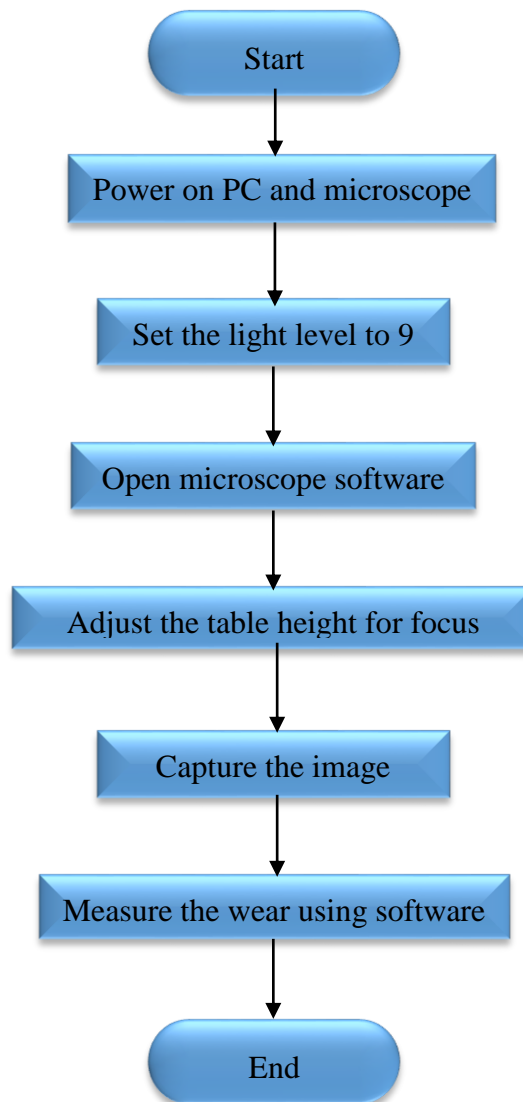 Start
Power on PC and microscope
Set the light level to 9
Open microscope software
Adjust the table height for focus
Capture the image
Measure the wear using software
End